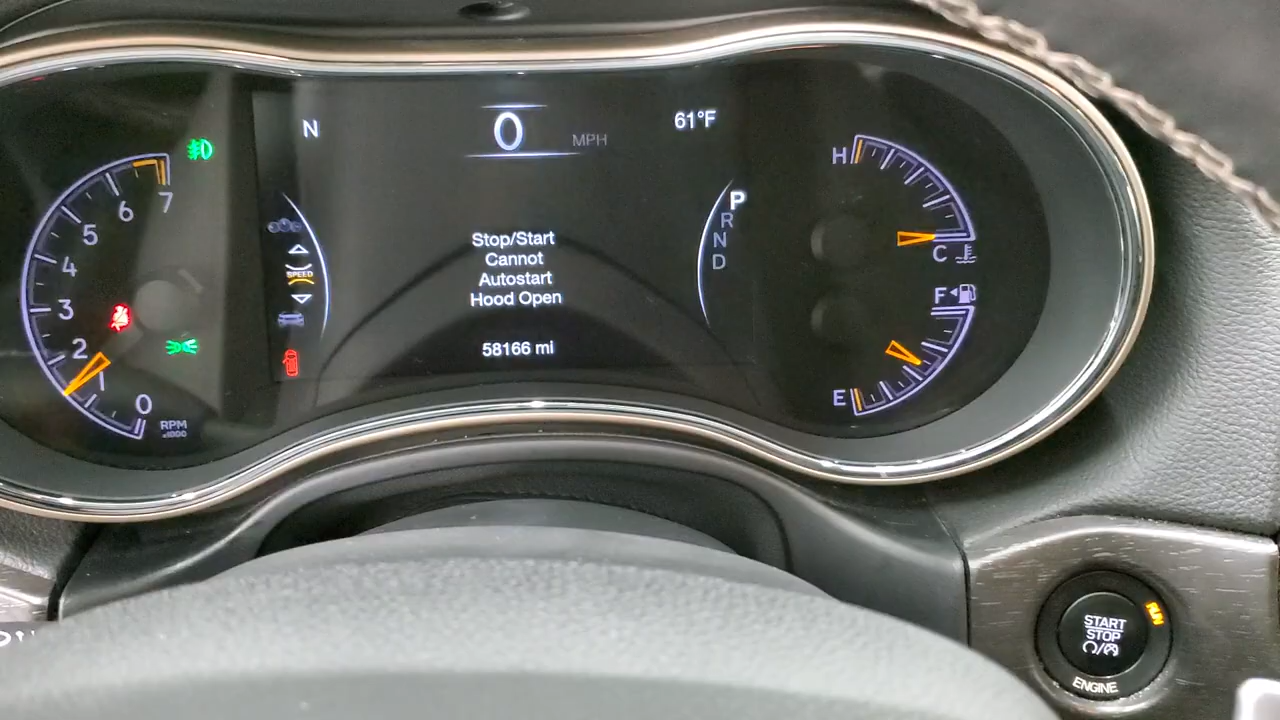 N
0 MPH
61°F
7
6
5
4
3
2
1
0
RPM
x1000
SPEED
Stop/Start
Cannot
Autostart
Hood Open
58166 mi
P
R
N
D
H
C
F
E
START
STOP
ENGINE
RUN